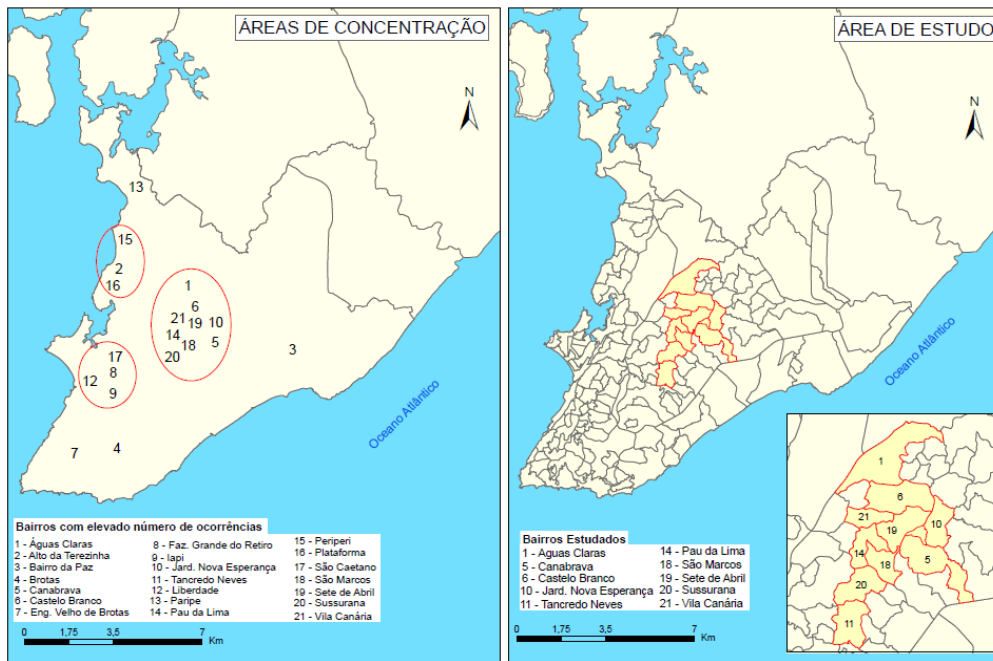 ÁREAS DE CONCENTRAÇÃO
N
13
15
2
16
1
6
21
19
10
14
18
5
20
3
17
8
12
9
7
4
Oceano Atlântico
Bairros com elevado número de ocorrências
1 - Águas Claras
2 - Alto da Terezinha
3 - Bairro da Paz
4 - Brotas
5 - Canabrava
6 - Castelo Branco
7 - Eng. Velho de Brotas
8 - Faz. Grande do Retiro
9 - Iapi
10 - Jard. Nova Esperança
11 - Tancredo Neves
12 - Liberdade
13 - Paripe
14 - Pau da Lima
15 - Periperi
16 - Plataforma
17 - São Caetano
18 - São Marcos
19 - Sete de Abril
20 - Sussurana
21 - Vila Canária
0 1,75 3,5 7
Km
ÁREA DE ESTUDO
N
Oceano Atlântico
Bairros Estudados
1 - Aguas Claras
5 - Canabrava
6 - Castelo Branco
10 - Jard. Nova Esperança
11 - Tancredo Neves
14 - Pau da Lima
18 - São Marcos
19 - Sete de Abril
20 - Sussurana
21 - Vila Canária
0 1,75 3,5 7
Km
1
6
21
10
19
14
18
5
20
11